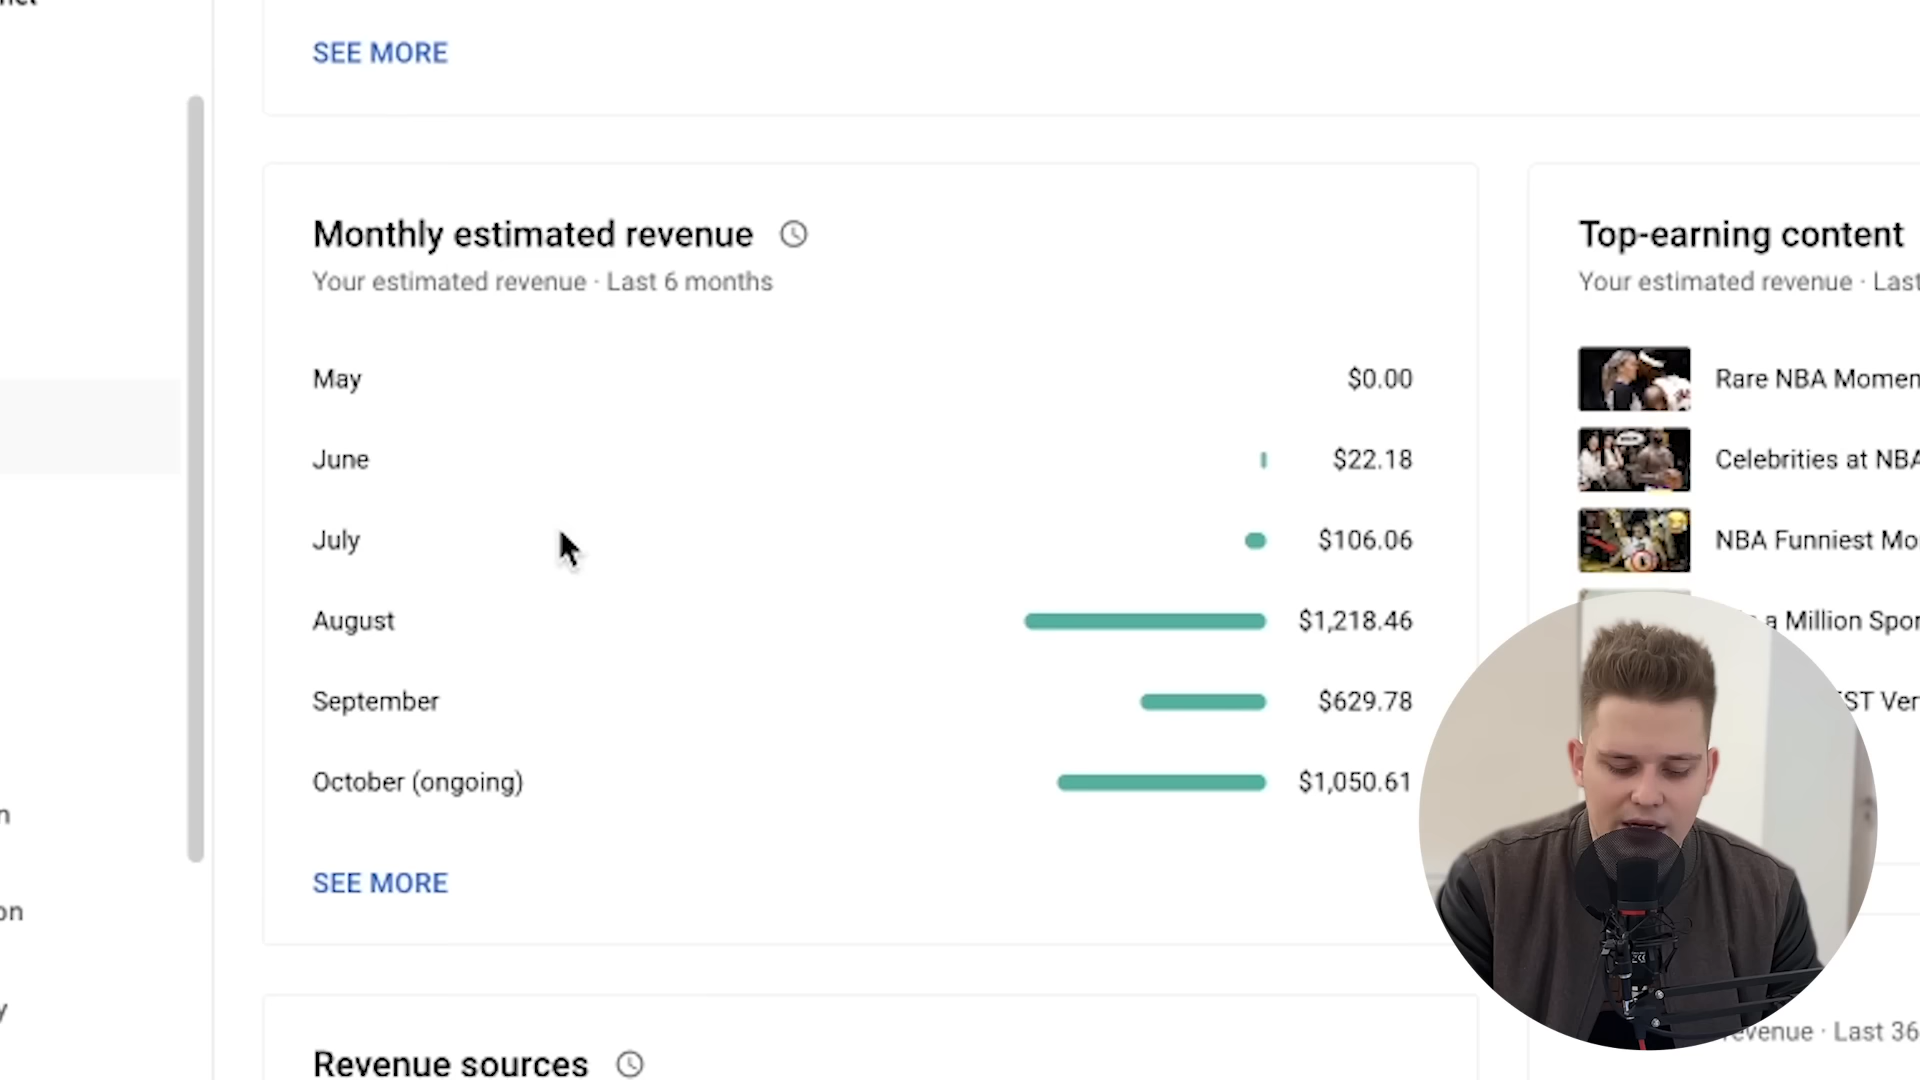 SEE MORE
Monthly estimated revenue
Your estimated revenue · Last 6 months
May $0.00
June $22.18
July $106.06
August $1,218.46
September $629.78
October (ongoing) $1,050.61
SEE MORE
Revenue sources
Top-earning content
Your estimated revenue · Last
Rare NBA Momen
Celebrities at NBA
NBA Funniest Mo
a Million Spor
ST Ver
evenue · Last 36
n
on
y